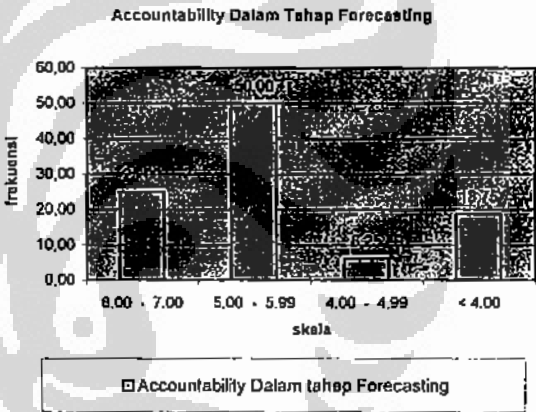 Accountability Dalam Tahap Forecasting
frekuensi
60,00
50,00
40,00
30,00
20,00
10,00
0,00
50,00
6,00 - 7,00
5,00 - 5,99
4,00 - 4,99
< 4,00
skala
Accountability Dalam tahap Forecasting